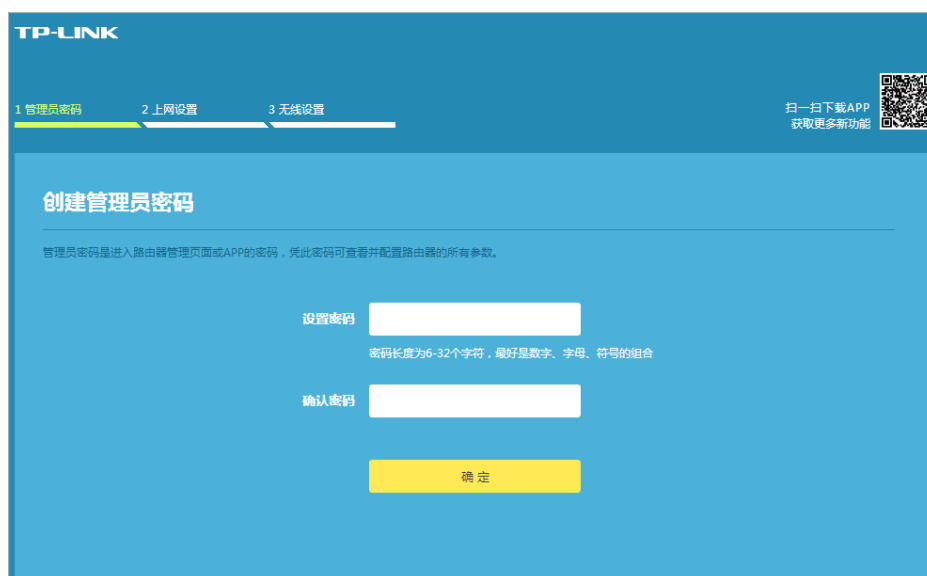 TP-LINK
1 管理员密码 2 上网设置 3 无线设置
扫一扫下载APP
获取更多新功能
创建管理员密码
管理员密码是进入路由器管理页面或APP的密码，凭此密码可查看并配置路由器的所有参数。
设置密码
密码长度为6-32个字符，最好是数字、字母、符号的组合
确认密码
确 定